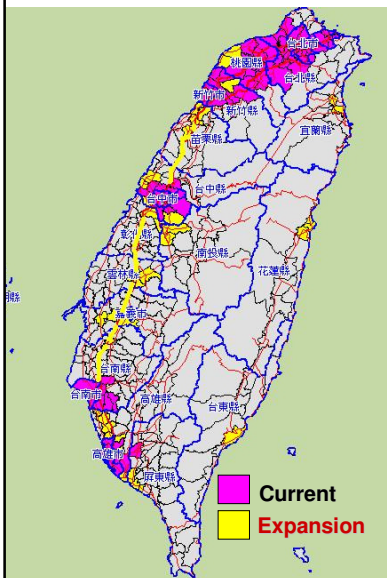 台北市
桃園縣
台北縣
新竹市
新竹縣
宜蘭縣
苗栗縣
台中縣
台中市
彰化縣
南投縣
花蓮縣
雲林縣
嘉義市
台南縣
台南市
高雄縣
台東縣
高雄市
屏東縣
Current
Expansion